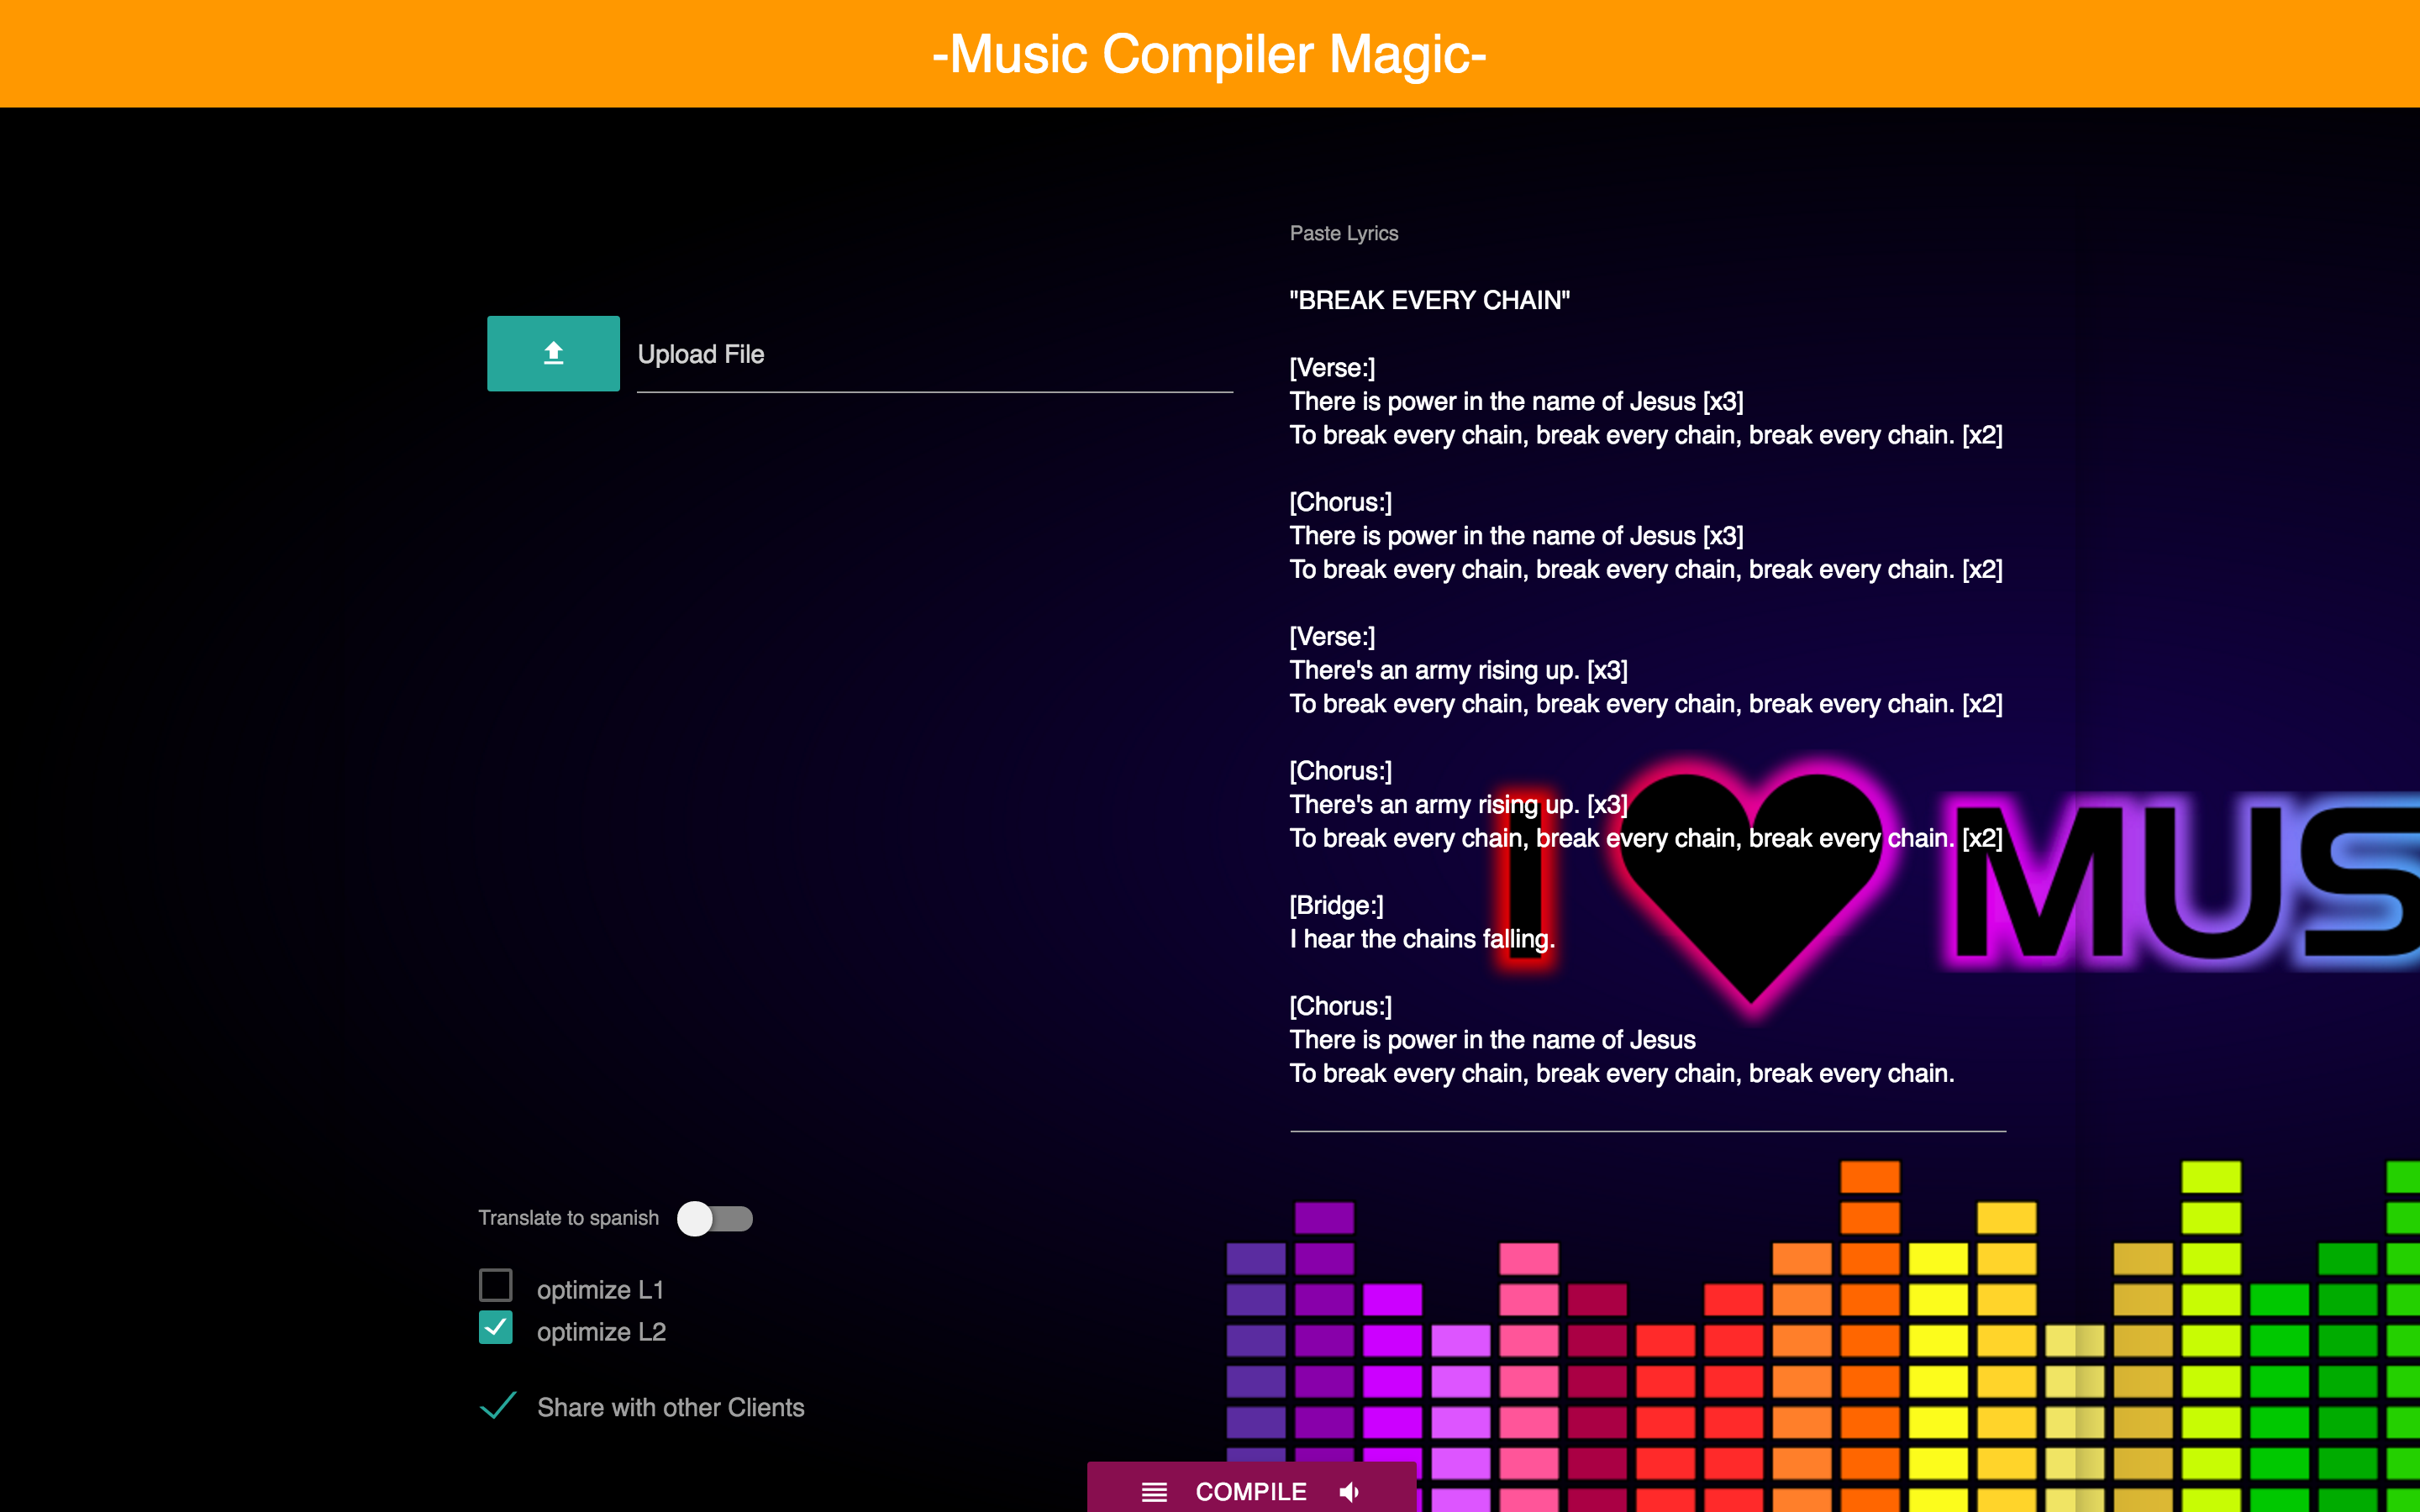 -Music Compiler Magic-
Upload File
Paste Lyrics
"BREAK EVERY CHAIN"
[Verse:]
There is power in the name of Jesus [x3]
To break every chain, break every chain, break every chain. [x2]
[Chorus:]
There is power in the name of Jesus [x3]
To break every chain, break every chain, break every chain. [x2]
[Verse:]
There's an army rising up. [x3]
To break every chain, break every chain, break every chain. [x2]
[Chorus:]
There's an army rising up. [x3]
To break every chain, break every chain, break every chain. [x2]
[Bridge:]
I hear the chains falling.
[Chorus:]
There is power in the name of Jesus
To break every chain, break every chain, break every chain.
I MUS
Translate to spanish
optimize L1
optimize L2
Share with other Clients
COMPILE